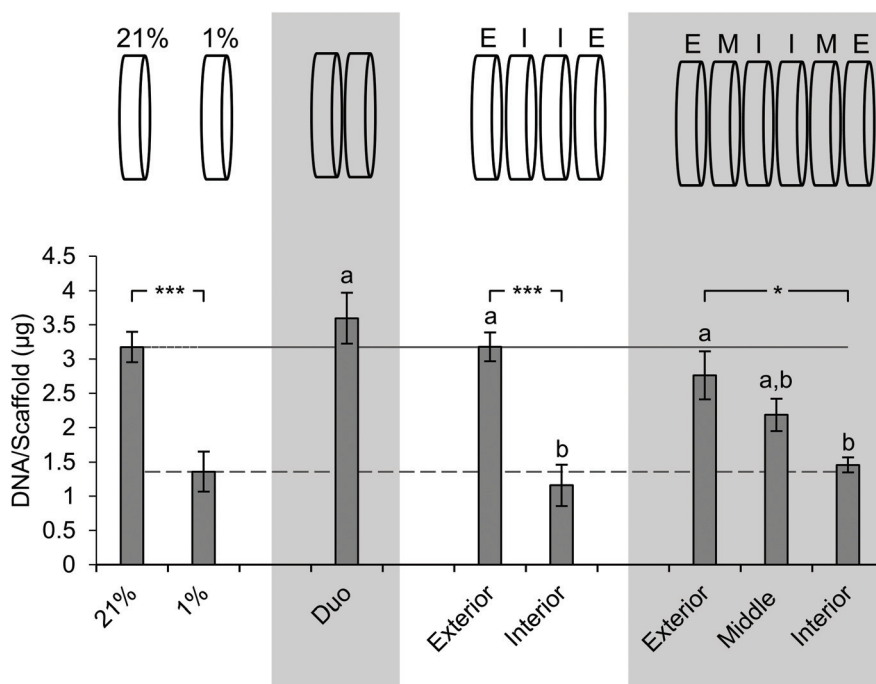 21% 1%
E I I E
E M I I M E
DNA/Scaffold (µg)
4.5
4
3.5
3
2.5
2
1.5
1
0.5
0
***
a
a
***
b
*
a
a,b
b
21%
1%
Duo
Exterior
Interior
Exterior
Middle
Interior